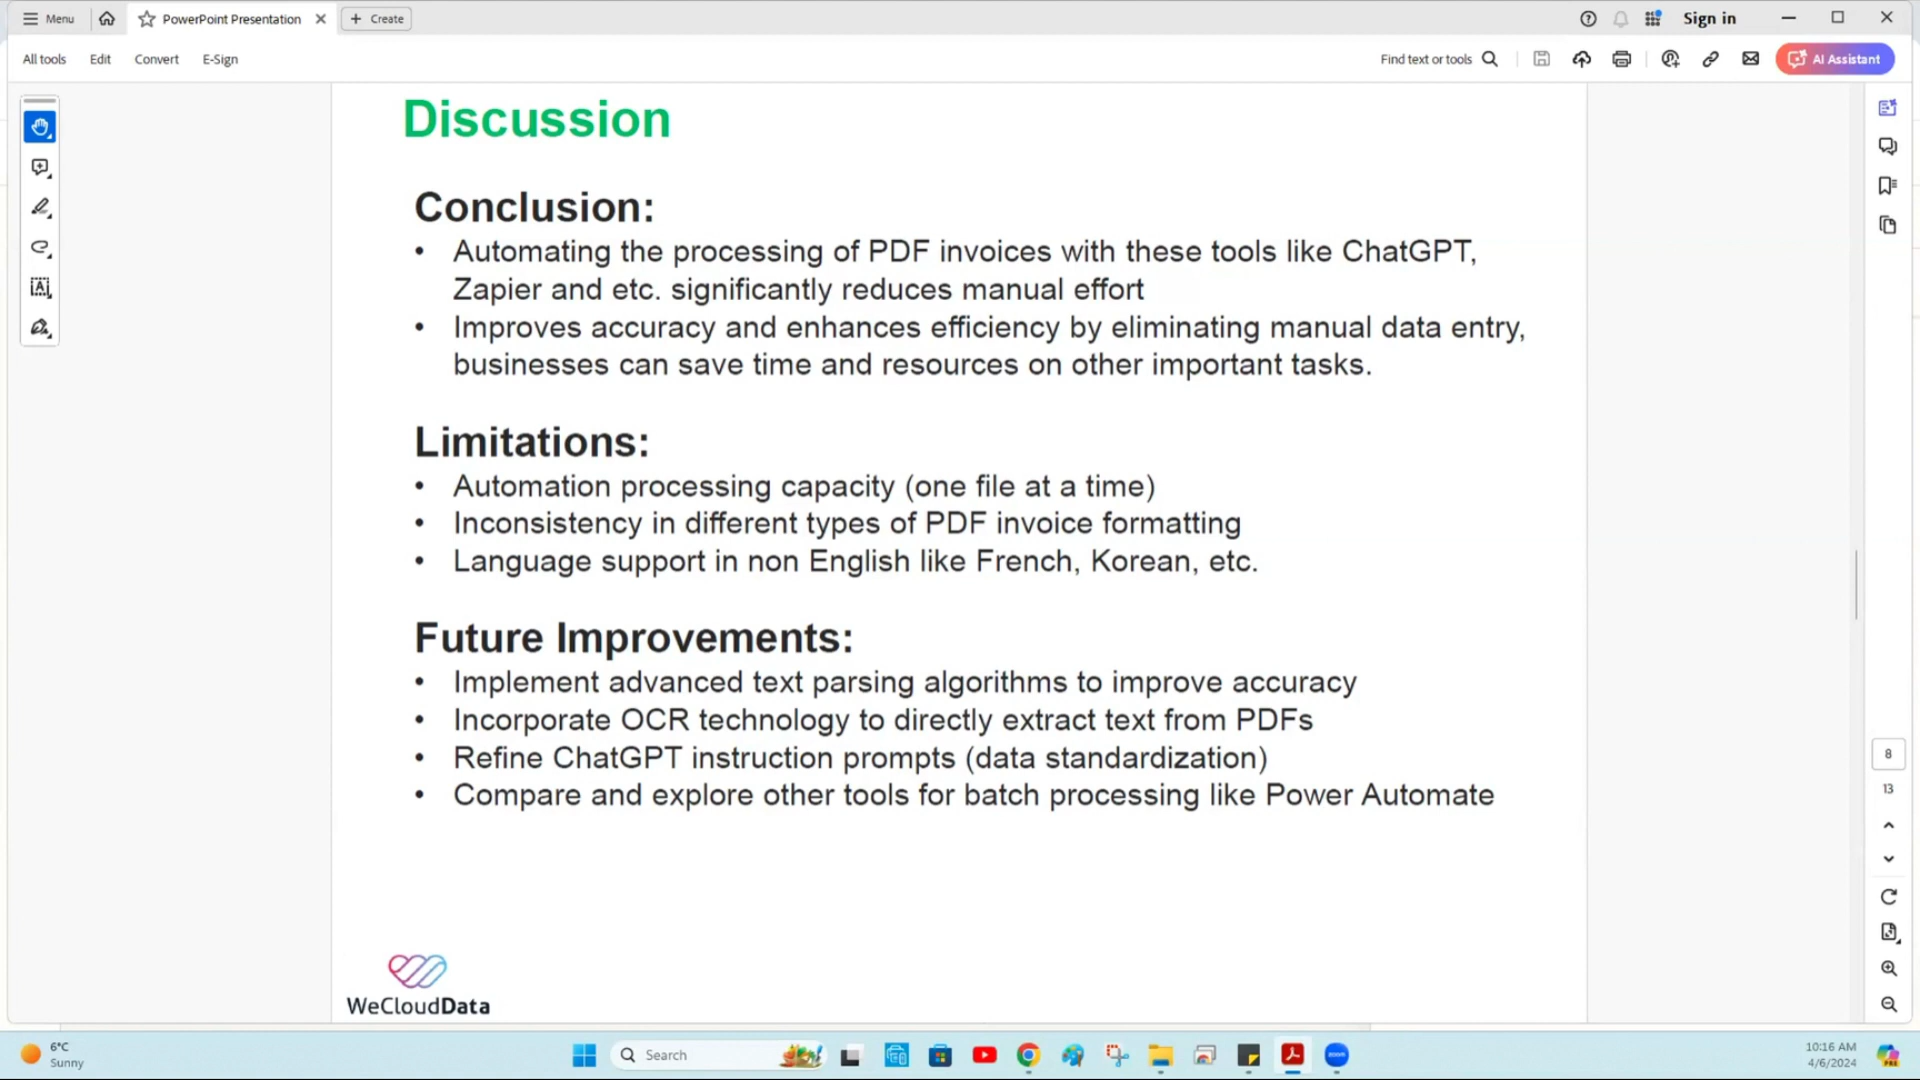 Menu
PowerPoint Presentation
Create
Sign in
All tools
Edit
Convert
E-Sign
Find text or tools
AI Assistant
Discussion
Conclusion:
• Automating the processing of PDF invoices with these tools like ChatGPT,
Zapier and etc. significantly reduces manual effort
• Improves accuracy and enhances efficiency by eliminating manual data entry,
businesses can save time and resources on other important tasks.
Limitations:
• Automation processing capacity (one file at a time)
• Inconsistency in different types of PDF invoice formatting
• Language support in non English like French, Korean, etc.
Future Improvements:
• Implement advanced text parsing algorithms to improve accuracy
• Incorporate OCR technology to directly extract text from PDFs
• Refine ChatGPT instruction prompts (data standardization)
• Compare and explore other tools for batch processing like Power Automate
8
13
WeCloudData
6°C
Sunny
Search
zoom
10:16 AM
4/6/2024